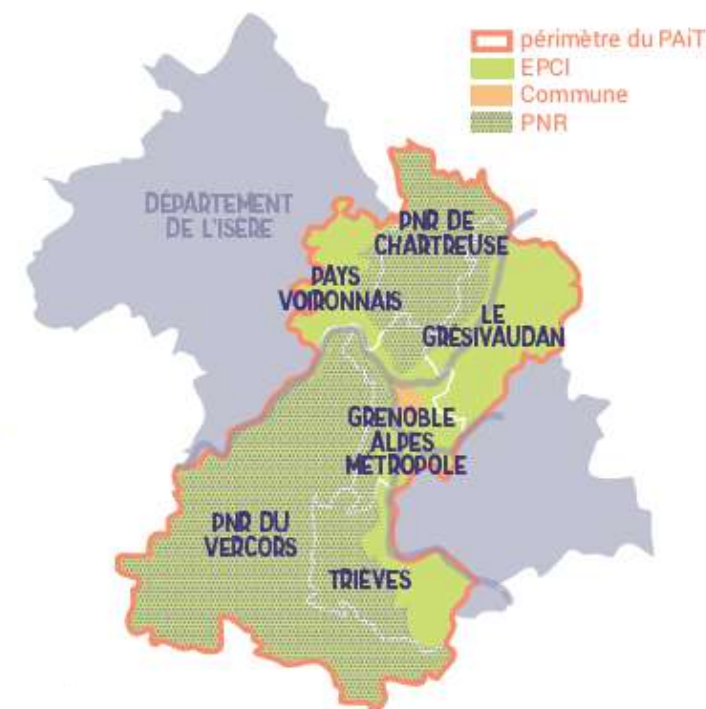 périmètre du PAiT
EPCI
Commune
PNR
DÉPARTEMENT
DE L'ISÈRE
PNR DE
CHARTREUSE
PAYS
VOIRONNAIS
LE
GRESIVAUDAN
GRENOBLE
ALPES
METROPOLE
PNR DU
VERCORS
TRIEVES